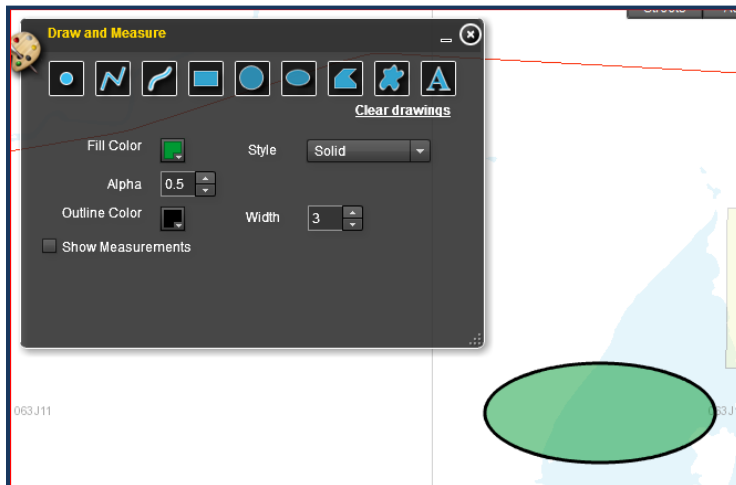 Draw and Measure
A
Clear drawings
Fill Color
Style
Solid
Alpha
0.5
Outline Color
Width
3
Show Measurements
063J11